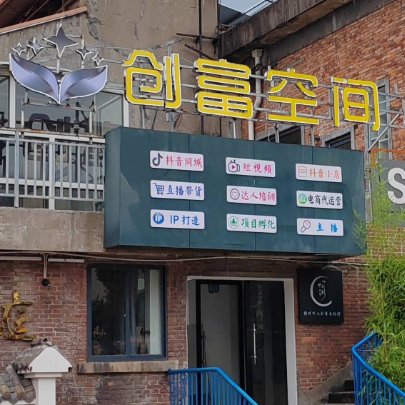 创富空间
抖音同城 短视频 抖音小店
直播带货 达人培训 电商代运营
IP IP打造 项目孵化 主播
S